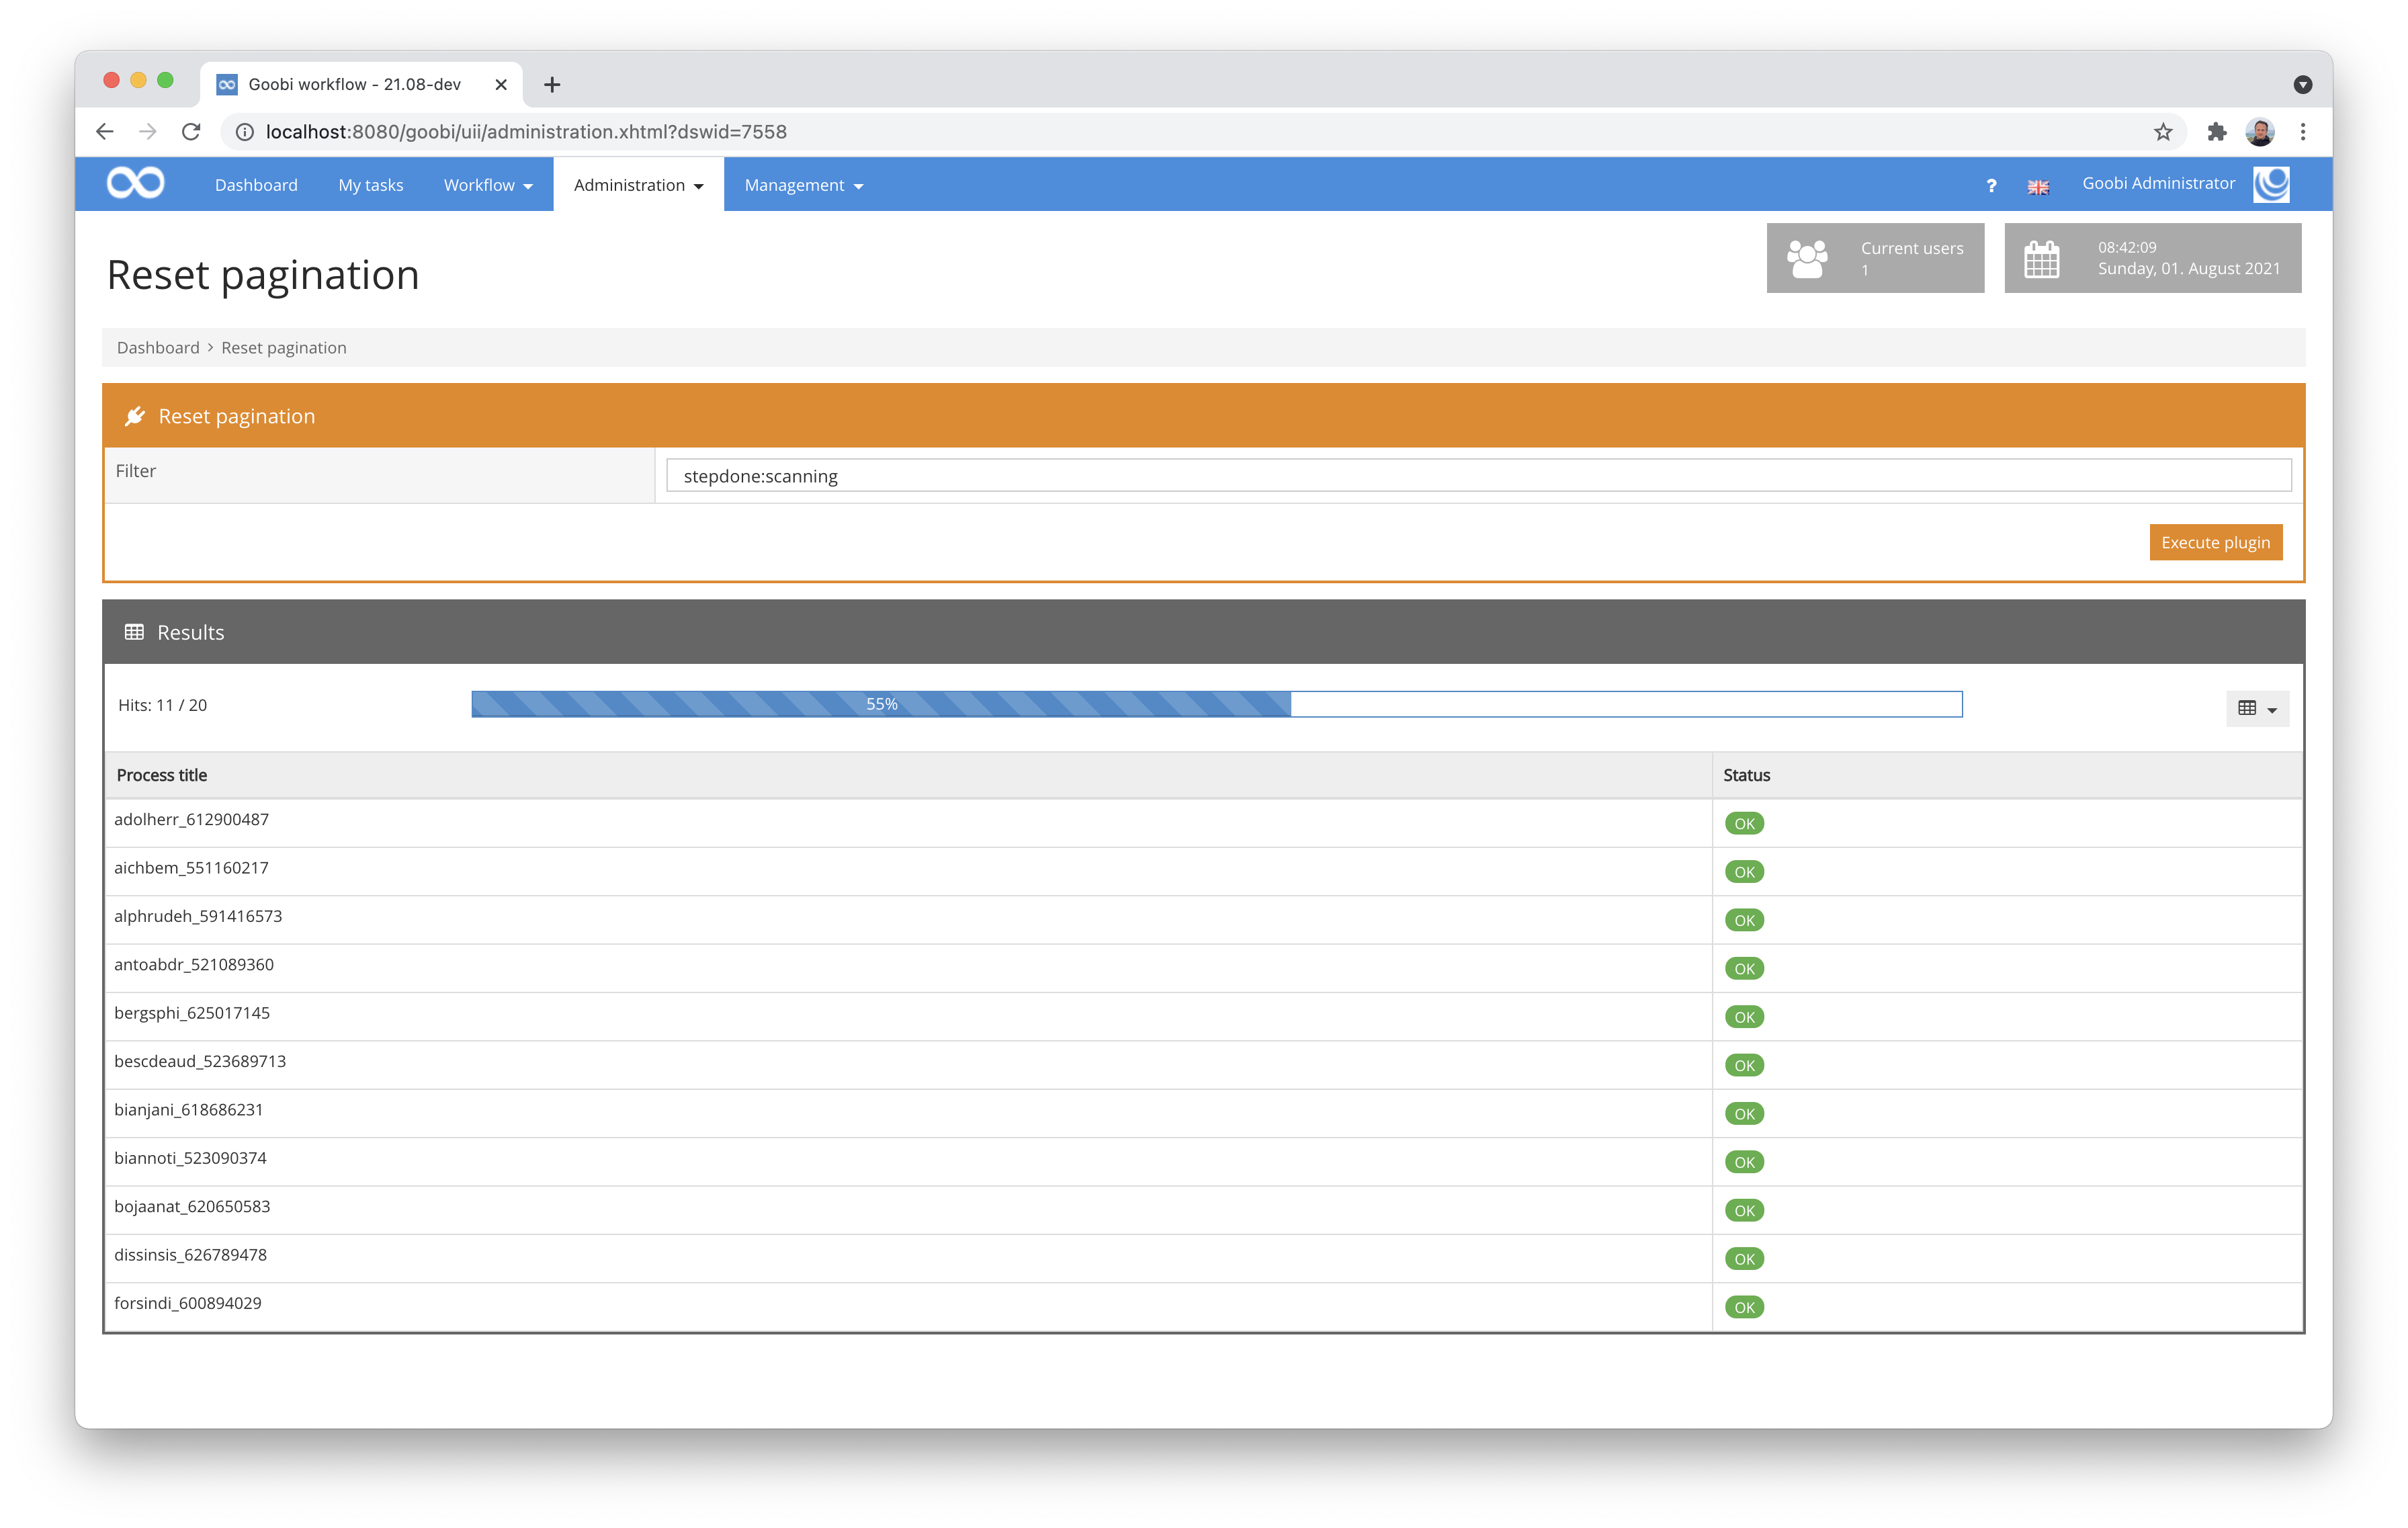 Goobi workflow - 21.08-dev
localhost:8080/goobi/uii/administration.xhtml?dswid=7558
Dashboard My tasks Workflow Administration Management ? Goobi Administrator
Reset pagination
Current users
1
08:42:09
Sunday, 01. August 2021
Dashboard > Reset pagination
Reset pagination
Filter stepdone:scanning
Execute plugin
Results
Hits: 11 / 20 55%
Process title Status
adolherr_612900487 OK
aichbem_551160217 OK
alphrudeh_591416573 OK
antoabdr_521089360 OK
bergsphi_625017145 OK
bescdeaud_523689713 OK
bianjani_618686231 OK
biannoti_523090374 OK
bojaanat_620650583 OK
dissinsis_626789478 OK
forsindi_600894029 OK